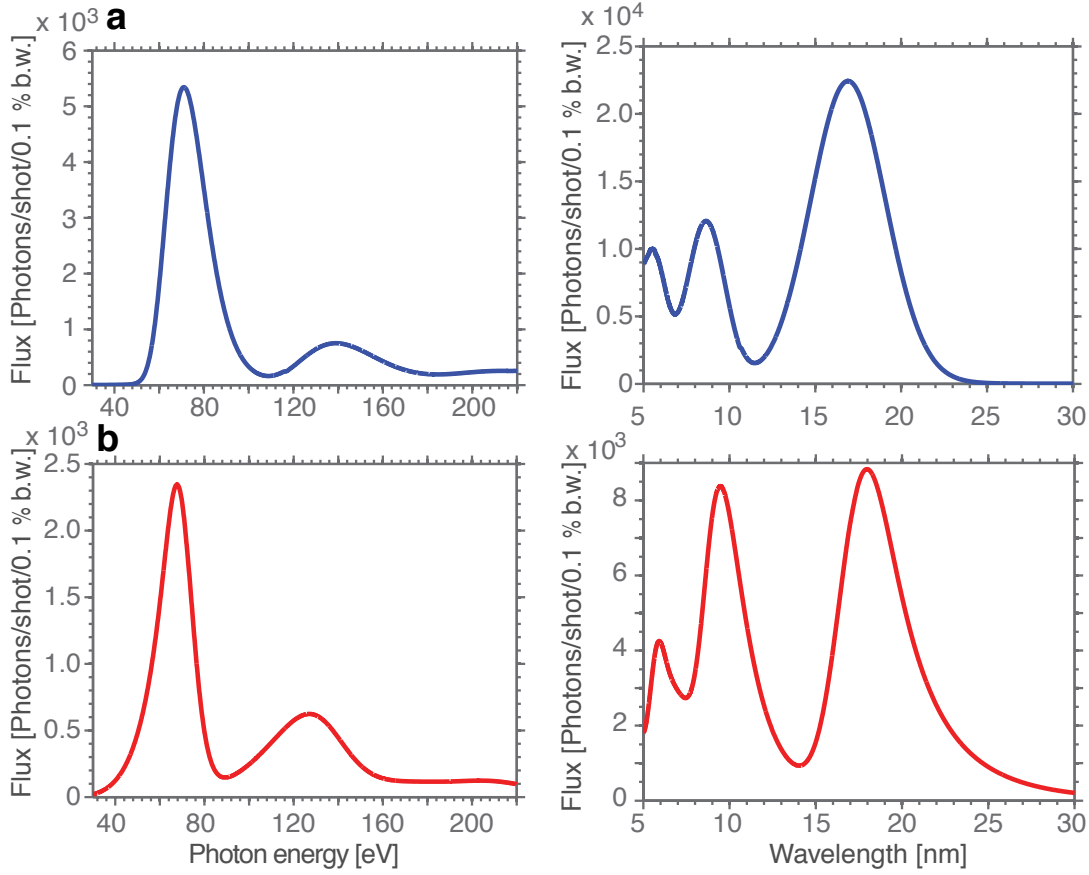 x 10³ a
Flux [Photons/shot/0.1 % b.w.]
6
5
4
3
2
1
0
40 80 120 160 200
x 10⁴
Flux [Photons/shot/0.1 % b.w.]
2.5
2.0
1.5
1.0
0.5
0
5 10 15 20 25 30
x 10³ b
Flux [Photons/shot/0.1 % b.w.]
2.5
2.0
1.5
1.0
0.5
0
40 80 120 160 200
Photon energy [eV]
x 10³
Flux [Photons/shot/0.1 % b.w.]
8
6
4
2
0
5 10 15 20 25 30
Wavelength [nm]